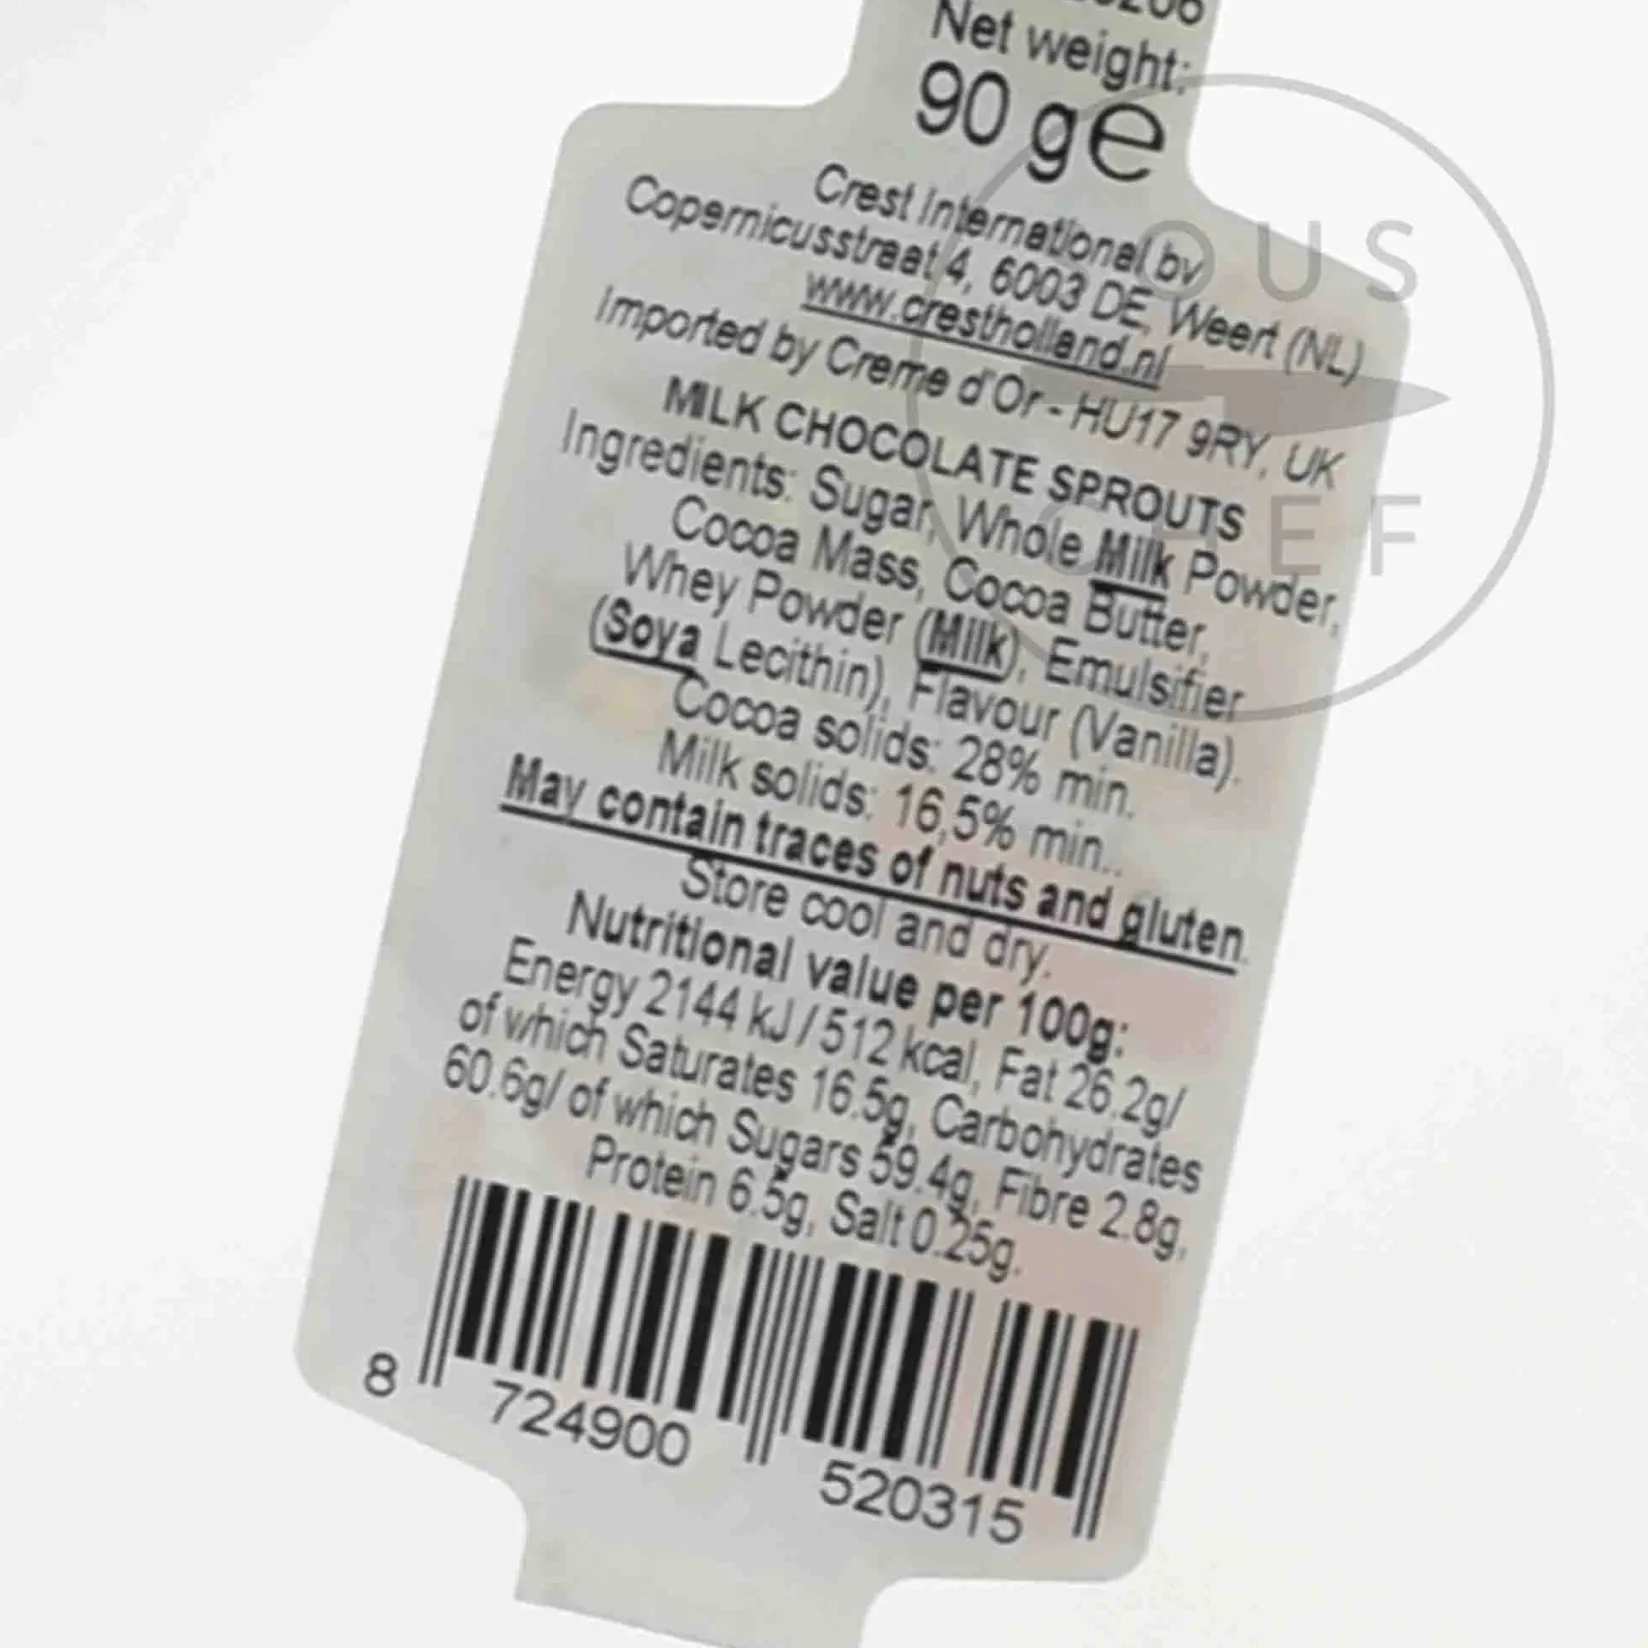 Net weight:
90 g e
Crest International bv
Copernicusstraat 4, 6003 DE, Weert (NL)
www.crestholland.nl
Imported by Creme d'Or - HU17 9RY, UK
MILK CHOCOLATE SPROUTS
Ingredients: Sugar, Whole Milk Powder,
Cocoa Mass, Cocoa Butter,
Whey Powder (Milk), Emulsifier
(Soya Lecithin), Flavour (Vanilla).
Cocoa solids: 28% min.
Milk solids: 16,5% min..
May contain traces of nuts and gluten.
Store cool and dry.
Nutritional value per 100g:
Energy 2144 kJ / 512 kcal, Fat 26.2g/
of which Saturates 16.5g, Carbohydrates
60.6g/ of which Sugars 59.4g, Fibre 2.8g,
Protein 6.5g, Salt 0.25g.
8 724900 520315